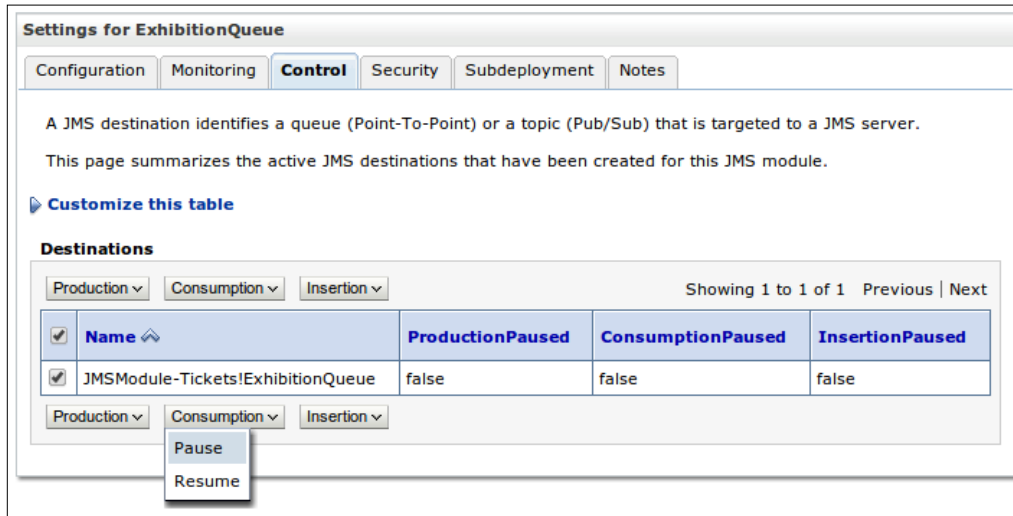 Settings for ExhibitionQueue
Configuration Monitoring Control Security Subdeployment Notes
A JMS destination identifies a queue (Point-To-Point) or a topic (Pub/Sub) that is targeted to a JMS server.
This page summarizes the active JMS destinations that have been created for this JMS module.
Customize this table
Destinations
Production Consumption Insertion Showing 1 to 1 of 1 Previous | Next
Name ProductionPaused ConsumptionPaused InsertionPaused
JMSModule-Tickets!ExhibitionQueue false false false
Production Consumption Insertion
Pause
Resume